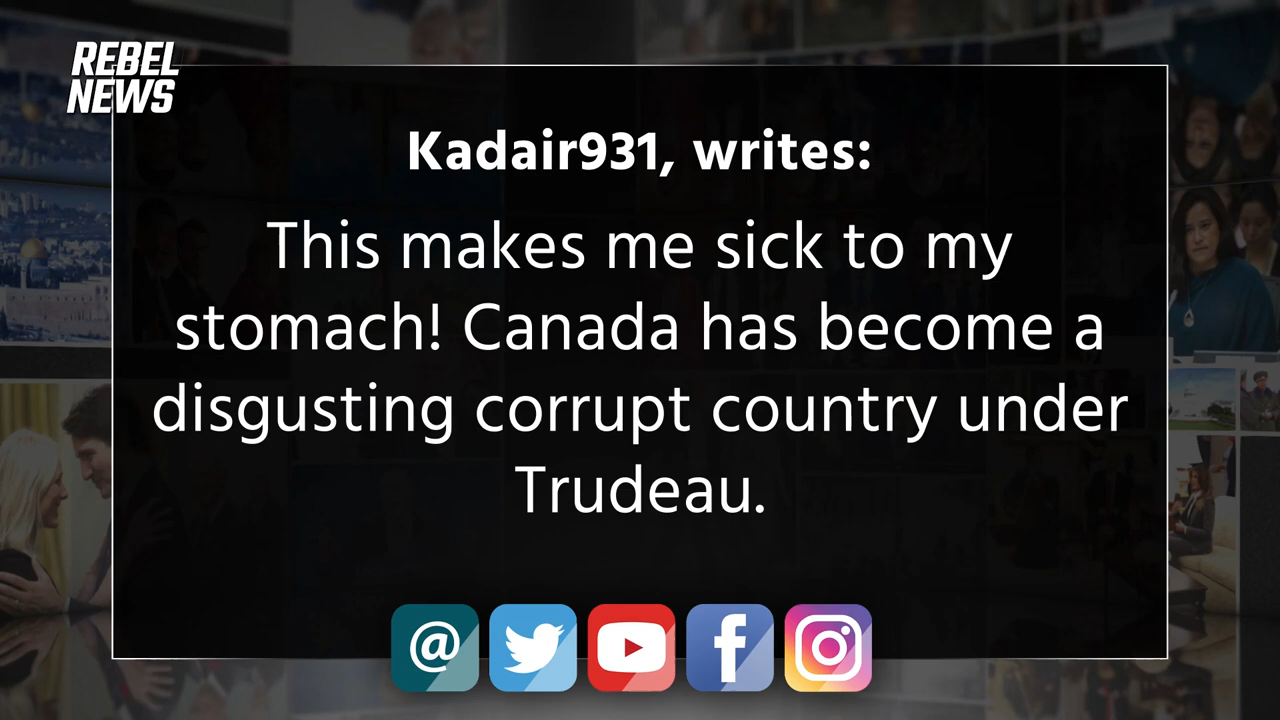 REBEL
NEWS
Kadair931, writes:
This makes me sick to my
stomach! Canada has become a
disgusting corrupt country under
Trudeau.